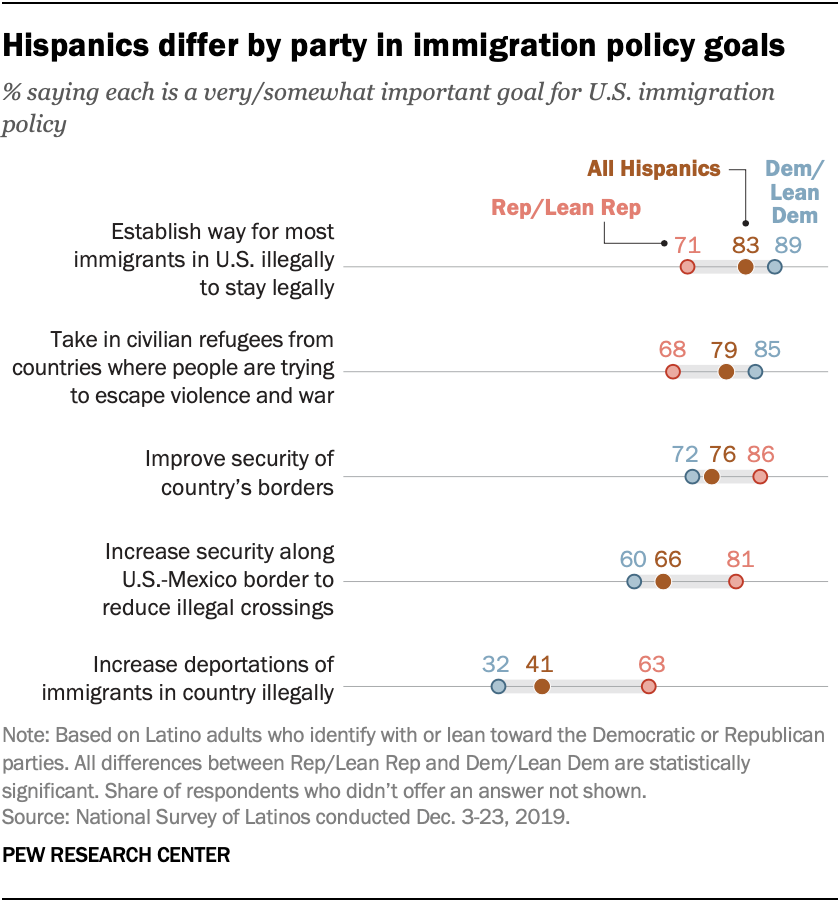 Hispanics differ by party in immigration policy goals
% saying each is a very/somewhat important goal for U.S. immigration
policy
All Hispanics
Dem/
Lean
Dem
Rep/Lean Rep
Establish way for most
immigrants in U.S. illegally
to stay legally
71 83 89
Take in civilian refugees from
countries where people are trying
to escape violence and war
68 79 85
Improve security of
country's borders
72 76 86
Increase security along
U.S.-Mexico border to
reduce illegal crossings
60 66 81
Increase deportations of
immigrants in country illegally
32 41 63
Note: Based on Latino adults who identify with or lean toward the Democratic or Republican
parties. All differences between Rep/Lean Rep and Dem/Lean Dem are statistically
significant. Share of respondents who didn't offer an answer not shown.
Source: National Survey of Latinos conducted Dec. 3-23, 2019.
PEW RESEARCH CENTER